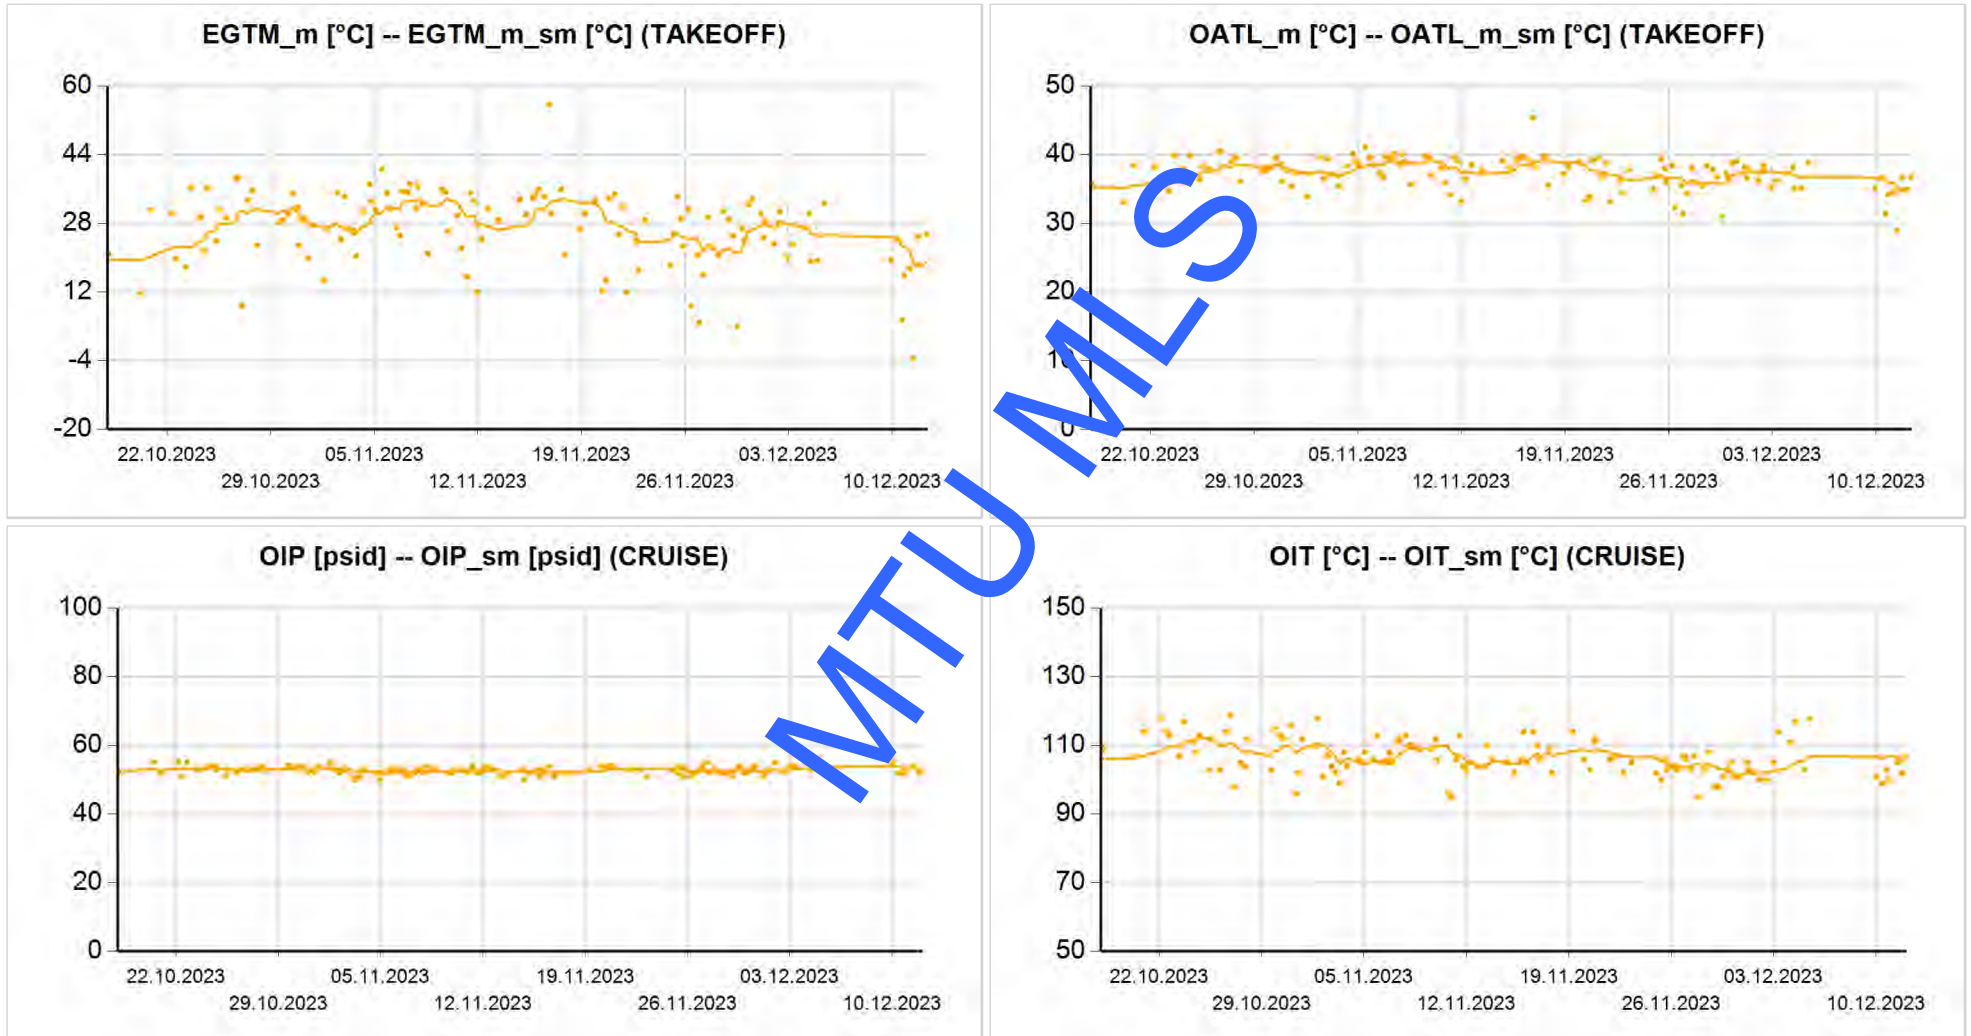 EGTM_m [°C] -- EGTM_m_sm [°C] (TAKEOFF)
60
44
28
12
-4
-20
22.10.2023 05.11.2023 19.11.2023 03.12.2023
29.10.2023 12.11.2023 26.11.2023 10.12.2023
OATL_m [°C] -- OATL_m_sm [°C] (TAKEOFF)
50
40
30
20
10
0
22.10.2023 05.11.2023 19.11.2023 03.12.2023
29.10.2023 12.11.2023 26.11.2023 10.12.2023
OIP [psid] -- OIP_sm [psid] (CRUISE)
100
80
60
40
20
0
22.10.2023 05.11.2023 19.11.2023 03.12.2023
29.10.2023 12.11.2023 26.11.2023 10.12.2023
OIT [°C] -- OIT_sm [°C] (CRUISE)
150
130
110
90
70
50
22.10.2023 05.11.2023 19.11.2023 03.12.2023
29.10.2023 12.11.2023 26.11.2023 10.12.2023
MTU MLS